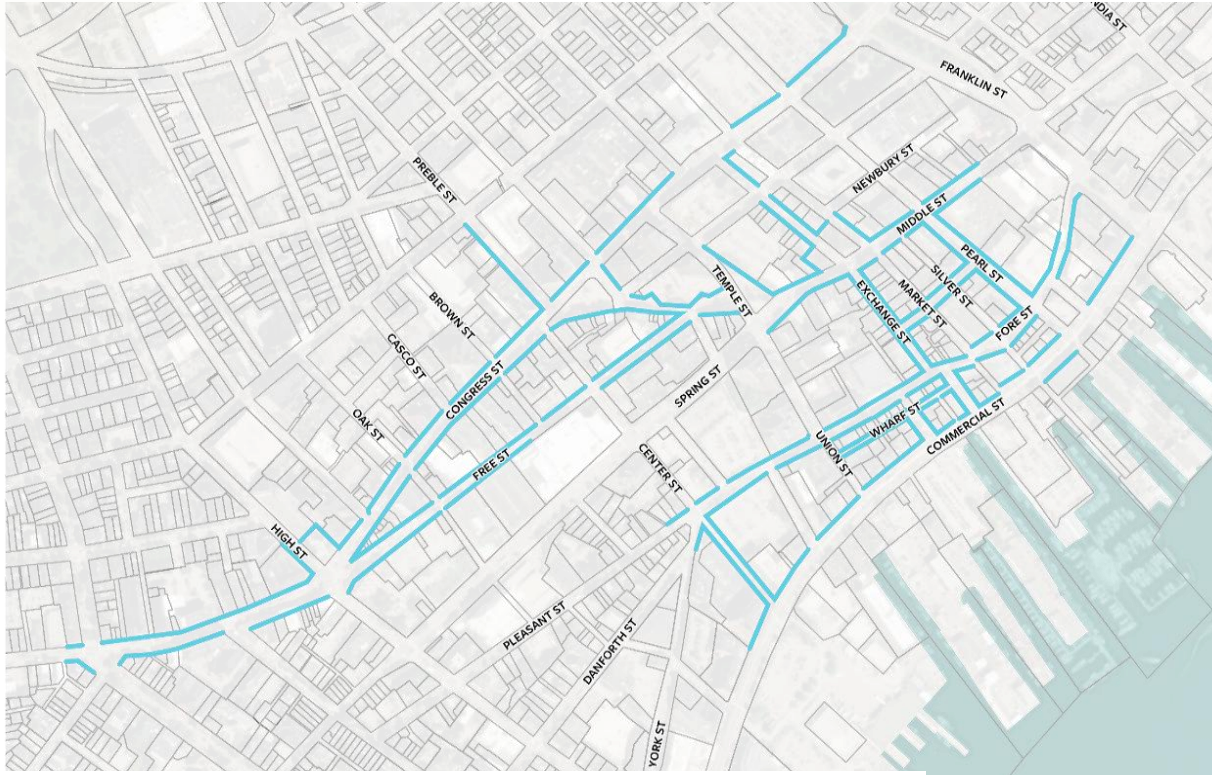 NDIA ST
FRANKLIN ST
PREBLE ST
NEWBURY ST
MIDDLE ST
PEARL ST
TEMPLE ST
SILVER ST
EXCHANGE ST
MARKET ST
BROWN ST
FORE ST
CASCO ST
CONGRESS ST
SPRING ST
WHARF ST
OAK ST
COMMERCIAL ST
UNION ST
FREE ST
CENTER ST
HIGH ST
PLEASANT ST
DANFORTH ST
YORK ST